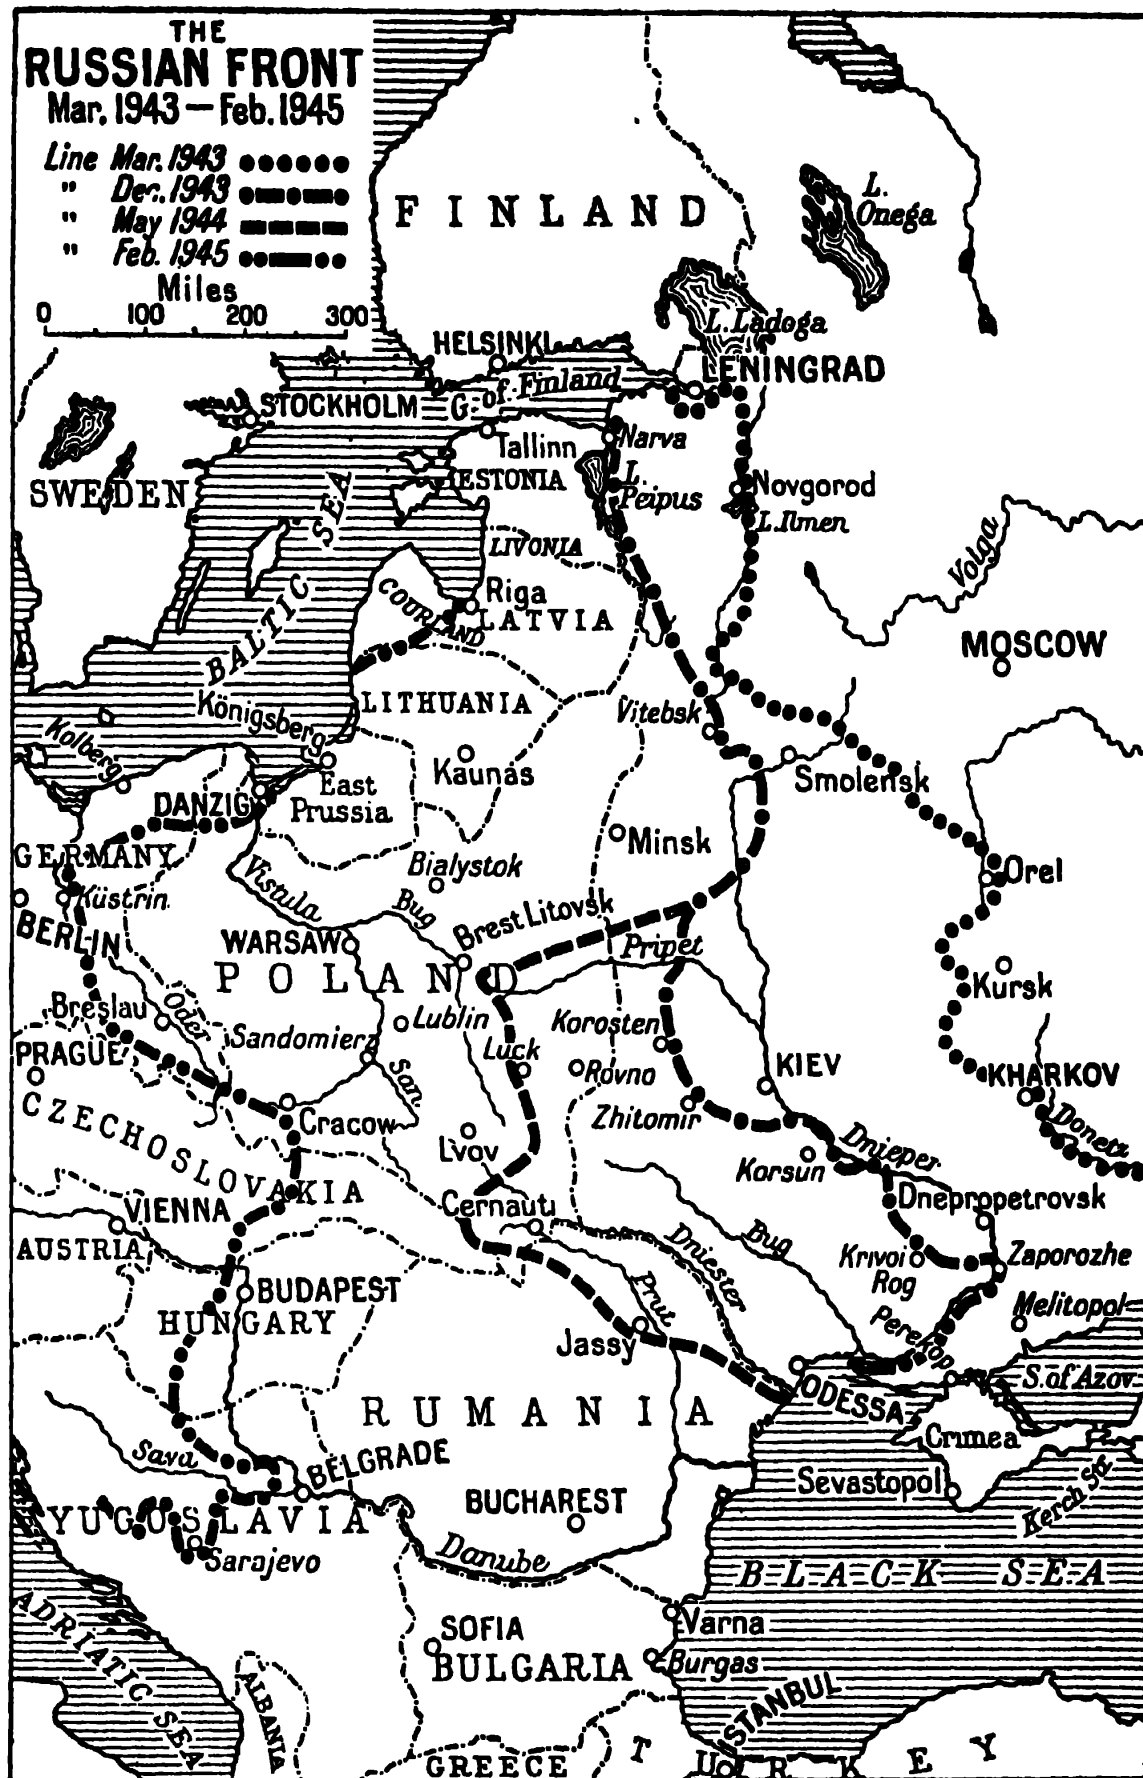 THE
RUSSIAN FRONT
Mar. 1943 — Feb. 1945
Line Mar. 1943
" Dec. 1943
" May 1944
" Feb. 1945
Miles
0 100 200 300
FINLAND
L.
Onega
L. Ladoga
HELSINKI
LENINGRAD
G. of Finland
STOCKHOLM
Tallinn
Narva
ESTONIA
L.
Peipus
Novgorod
L. Ilmen
SWEDEN
BALTIC SEA
LIVONIA
Volga
Riga
COURLAND
LATVIA
MOSCOW
LITHUANIA
Königsberg
Vitebsk
Kolberg
Kaunas
Smolensk
East
Prussia
DANZIG
Minsk
GERMANY
Bialystok
Orel
Vistula
Küstrin
Bug
Brest Litovsk
BERLIN
WARSAW
Pripet
POLAND
Kursk
Breslau
Oder
Sandomierz
Lublin
Korosten
Luck
PRAGUE
San
Rovno
KIEV
KHARKOV
Zhitomir
Donetz
CZECHOSLOVAKIA
Cracow
Lvov
Korsun
Dnieper
Cernauti
Dnepropetrovsk
VIENNA
AUSTRIA
Dniester
Bug
Krivoi
Rog
Zaporozhe
BUDAPEST
HUNGARY
Prut
Melitopol
Jassy
Perekop
S. of Azov
ODESSA
RUMANIA
Crimea
Sava
BELGRADE
Sevastopol
Kerch Str.
YUGOSLAVIA
BUCHAREST
Sarajevo
Danube
BLACK SEA
ADRIATIC SEA
Varna
SOFIA
BULGARIA
Burgas
ALBANIA
ISTANBUL
GREECE
TURKEY